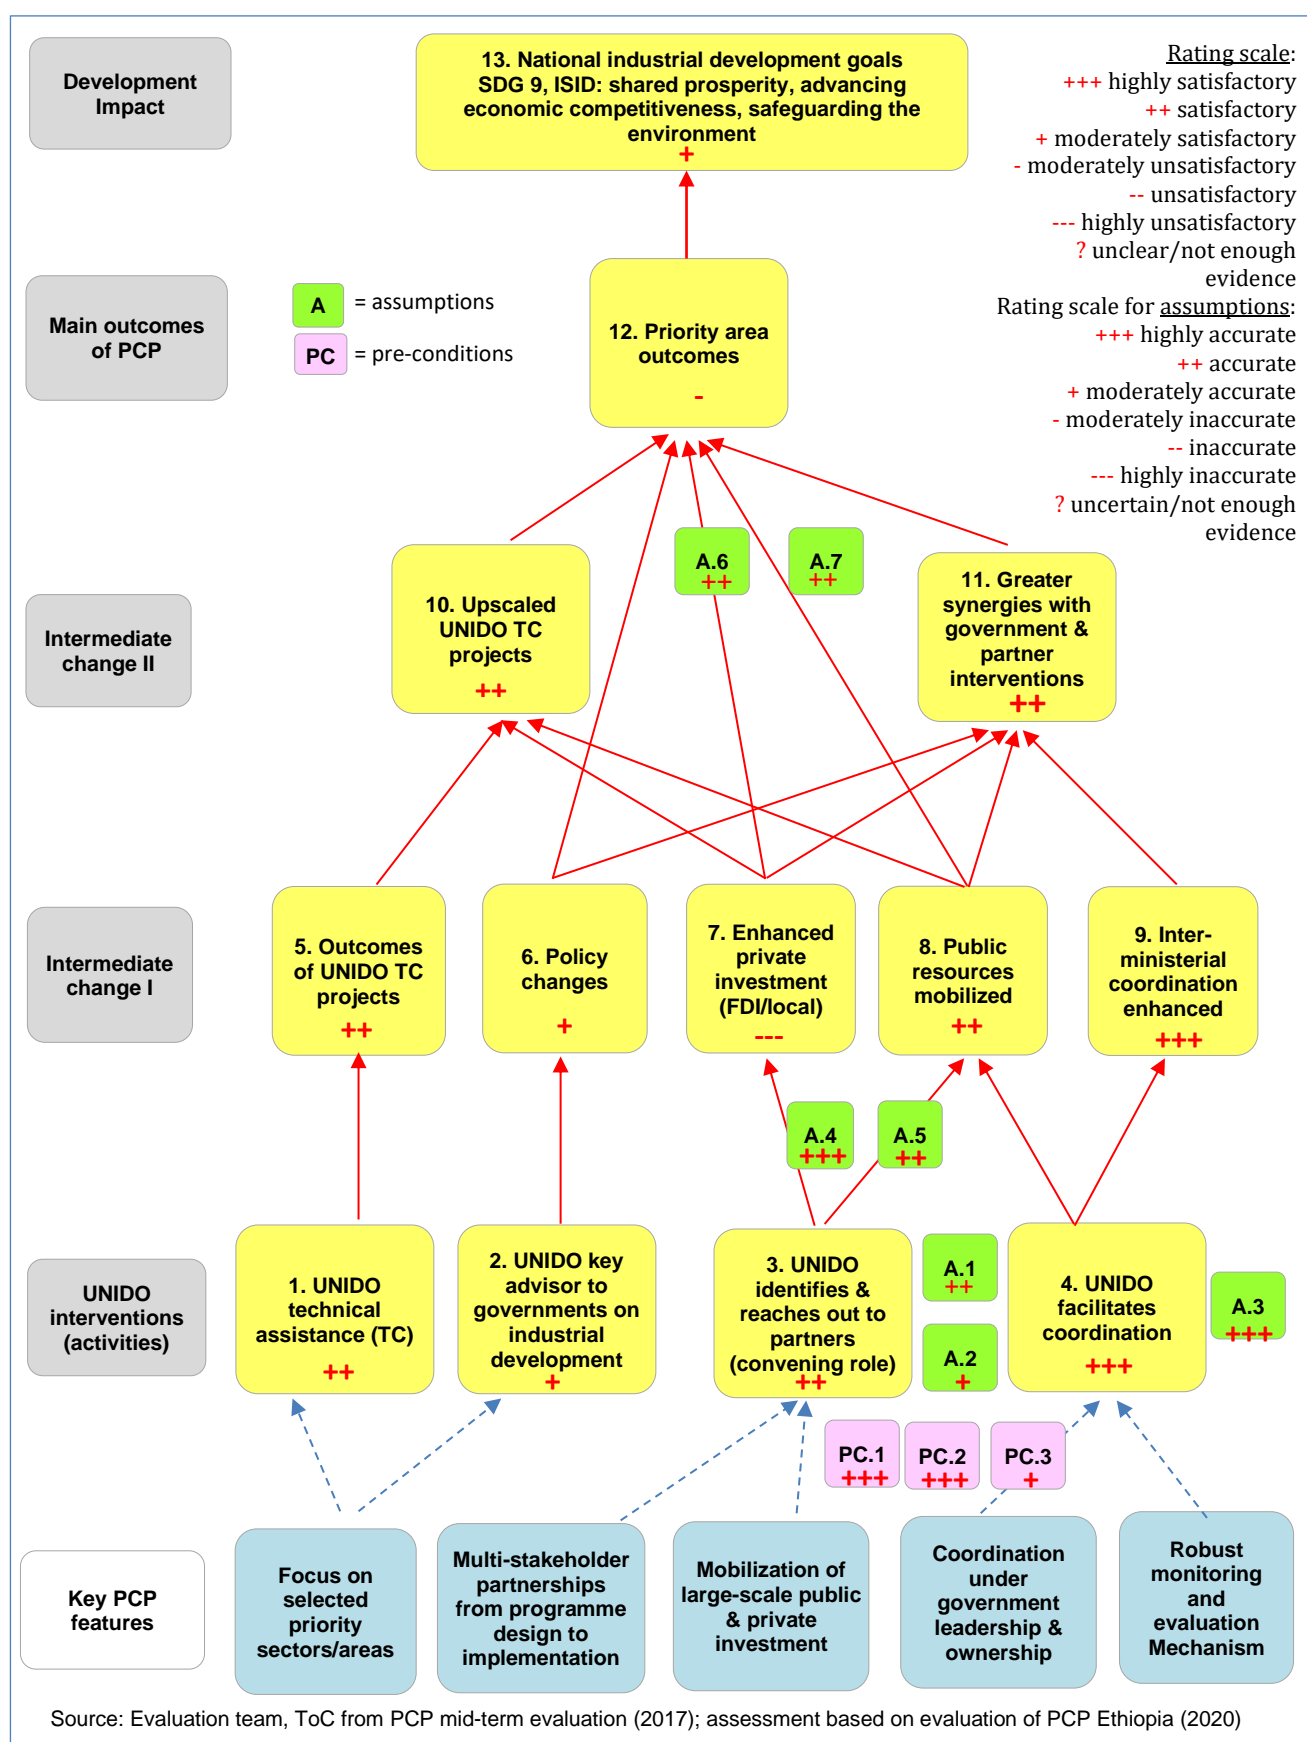 Development
Impact
13. National industrial development goals
SDG 9, ISID: shared prosperity, advancing
economic competitiveness, safeguarding the
environment
+
Rating scale:
+++ highly satisfactory
++ satisfactory
+ moderately satisfactory
- moderately unsatisfactory
-- unsatisfactory
--- highly unsatisfactory
? unclear/not enough
evidence
Rating scale for assumptions:
+++ highly accurate
++ accurate
+ moderately accurate
- moderately inaccurate
-- inaccurate
--- highly inaccurate
? uncertain/not enough
evidence
Main outcomes
of PCP
A = assumptions
PC = pre-conditions
12. Priority area
outcomes
-
Intermediate
change II
10. Upscaled
UNIDO TC
projects
++
A.6
++
A.7
++
11. Greater
synergies with
government &
partner
interventions
++
Intermediate
change I
5. Outcomes
of UNIDO TC
projects
++
6. Policy
changes
+
7. Enhanced
private
investment
(FDI/local)
---
8. Public
resources
mobilized
++
9. Inter-
ministerial
coordination
enhanced
+++
A.4
+++
A.5
++
UNIDO
interventions
(activities)
1. UNIDO
technical
assistance (TC)
++
2. UNIDO key
advisor to
governments on
industrial
development
+
3. UNIDO
identifies &
reaches out to
partners
(convening role)
++
A.1
++
A.2
+
4. UNIDO
facilitates
coordination
+++
A.3
+++
PC.1
+++
PC.2
+++
PC.3
+
Key PCP
features
Focus on
selected
priority
sectors/areas
Multi-stakeholder
partnerships
from programme
design to
implementation
Mobilization of
large-scale public
& private
investment
Coordination
under
government
leadership &
ownership
Robust
monitoring
and
evaluation
Mechanism
Source: Evaluation team, ToC from PCP mid-term evaluation (2017); assessment based on evaluation of PCP Ethiopia (2020)